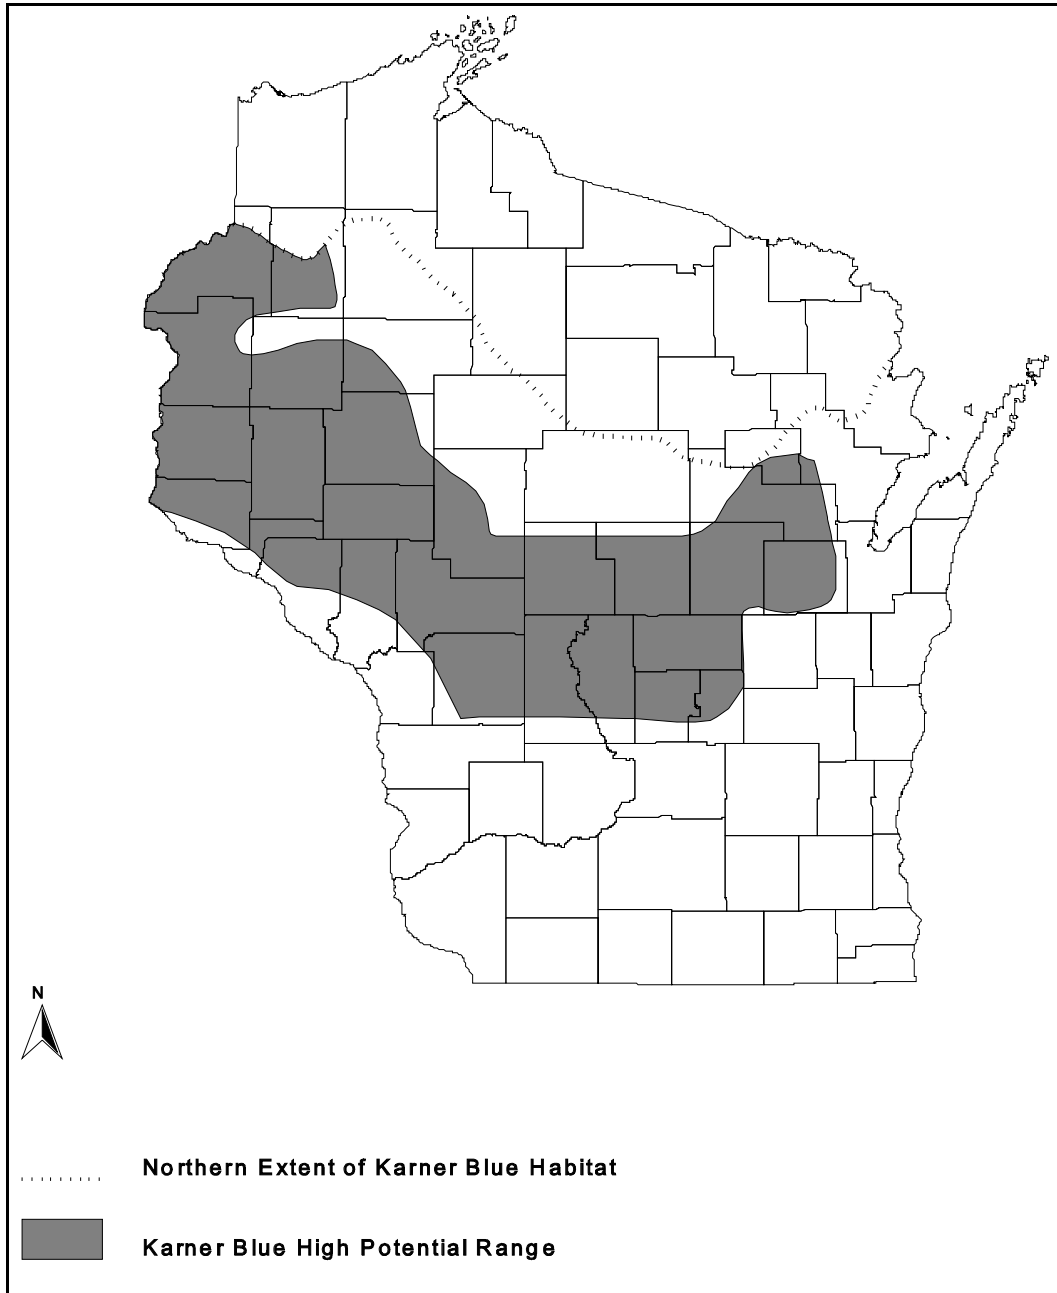 N
Northern Extent of Karner Blue Habitat
Karner Blue High Potential Range